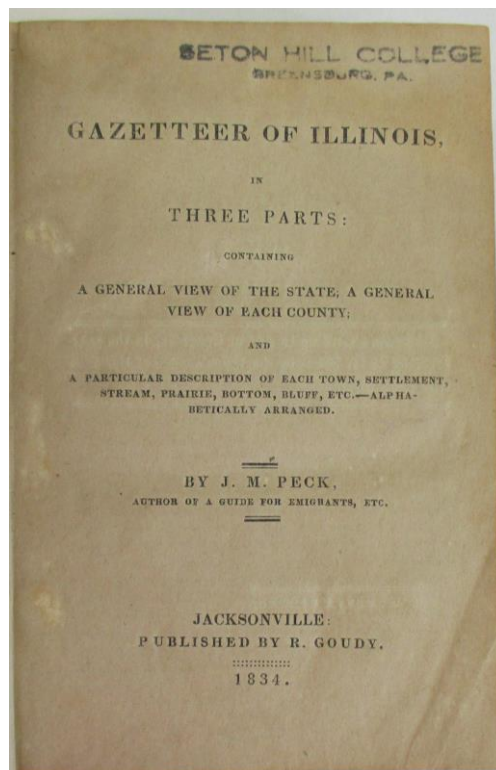 SETON HILL COLLEGE
GREENSBURG, PA.
GAZETTEER OF ILLINOIS,
IN
THREE PARTS:
CONTAINING
A GENERAL VIEW OF THE STATE; A GENERAL
VIEW OF EACH COUNTY;
AND
A PARTICULAR DESCRIPTION OF EACH TOWN, SETTLEMENT,
STREAM, PRAIRIE, BOTTOM, BLUFF, ETC.—ALPHA-
BETICALLY ARRANGED.
BY J. M. PECK,
AUTHOR OF A GUIDE FOR EMIGRANTS, ETC.
JACKSONVILLE:
PUBLISHED BY R. GOUDY.
1834.